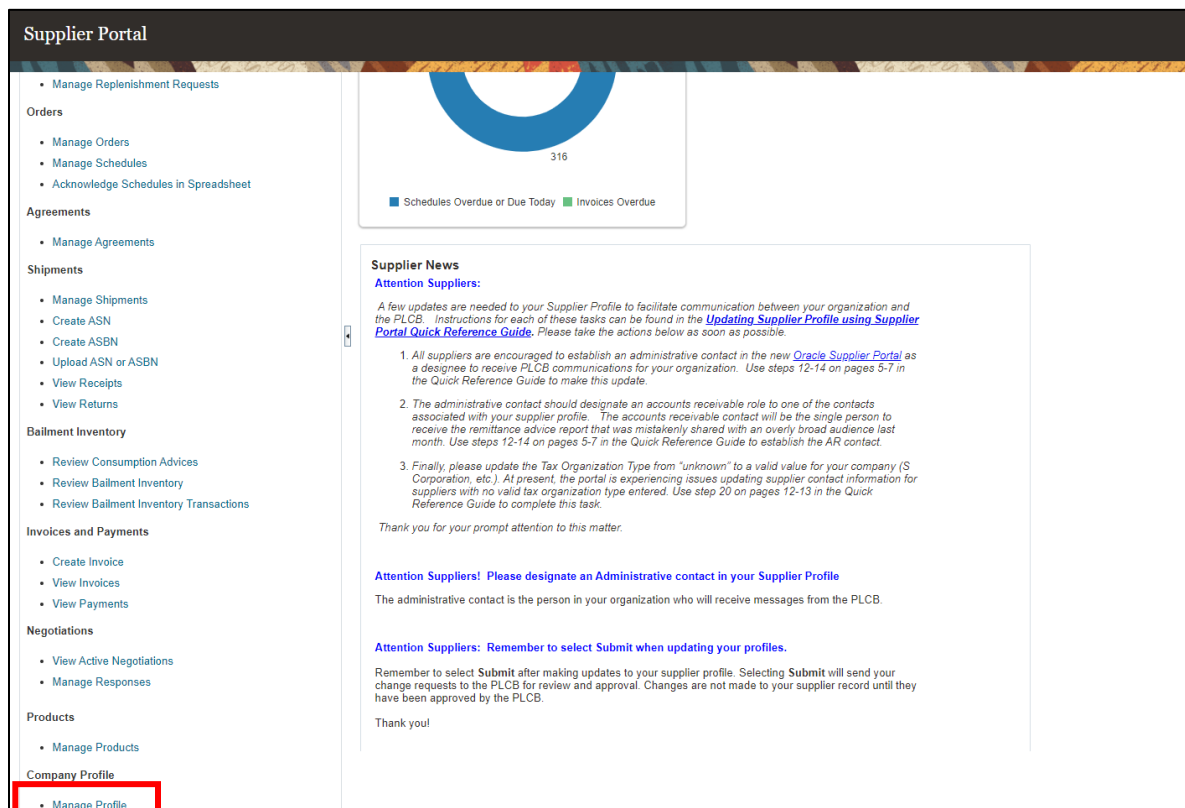 Supplier Portal
Manage Replenishment Requests
Orders
Manage Orders
Manage Schedules
Acknowledge Schedules in Spreadsheet
Agreements
Manage Agreements
Shipments
Manage Shipments
Create ASN
Create ASBN
Upload ASN or ASBN
View Receipts
View Returns
Bailment Inventory
Review Consumption Advices
Review Bailment Inventory
Review Bailment Inventory Transactions
Invoices and Payments
Create Invoice
View Invoices
View Payments
Negotiations
View Active Negotiations
Manage Responses
Products
Manage Products
Company Profile
Manage Profile
316
Schedules Overdue or Due Today Invoices Overdue
Supplier News
Attention Suppliers:
A few updates are needed to your Supplier Profile to facilitate communication between your organization and
the PLCB. Instructions for each of these tasks can be found in the Updating Supplier Profile using Supplier
Portal Quick Reference Guide. Please take the actions below as soon as possible.
1. All suppliers are encouraged to establish an administrative contact in the new Oracle Supplier Portal as
a designee to receive PLCB communications for your organization. Use steps 12-14 on pages 5-7 in
the Quick Reference Guide to make this update.
2. The administrative contact should designate an accounts receivable role to one of the contacts
associated with your supplier profile. The accounts receivable contact will be the single person to
receive the remittance advice report that was mistakenly shared with an overly broad audience last
month. Use steps 12-14 on pages 5-7 in the Quick Reference Guide to establish the AR contact.
3. Finally, please update the Tax Organization Type from "unknown" to a valid value for your company (S
Corporation, etc.). At present, the portal is experiencing issues updating supplier contact information for
suppliers with no valid tax organization type entered. Use step 20 on pages 12-13 in the Quick
Reference Guide to complete this task.
Thank you for your prompt attention to this matter.
Attention Suppliers! Please designate an Administrative contact in your Supplier Profile
The administrative contact is the person in your organization who will receive messages from the PLCB.
Attention Suppliers: Remember to select Submit when updating your profiles.
Remember to select Submit after making updates to your supplier profile. Selecting Submit will send your
change requests to the PLCB for review and approval. Changes are not made to your supplier record until they
have been approved by the PLCB.
Thank you!